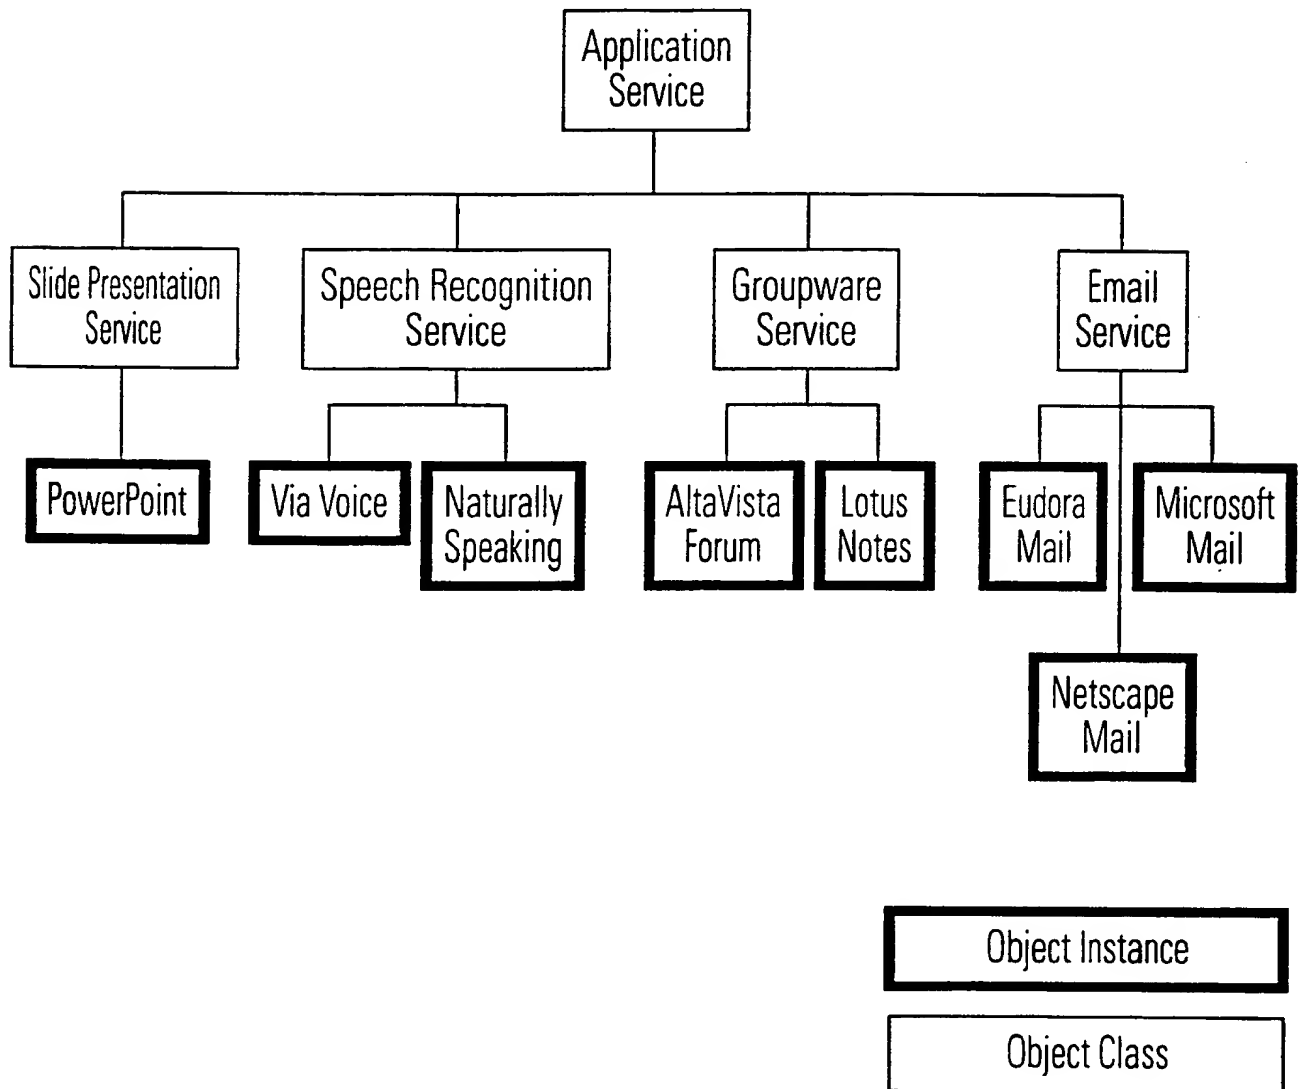 Application
Service
Slide Presentation
Service
Speech Recognition
Service
Groupware
Service
Email
Service
PowerPoint
Via Voice
Naturally
Speaking
AltaVista
Forum
Lotus
Notes
Eudora
Mail
Microsoft
Mail
Netscape
Mail
Object Instance
Object Class